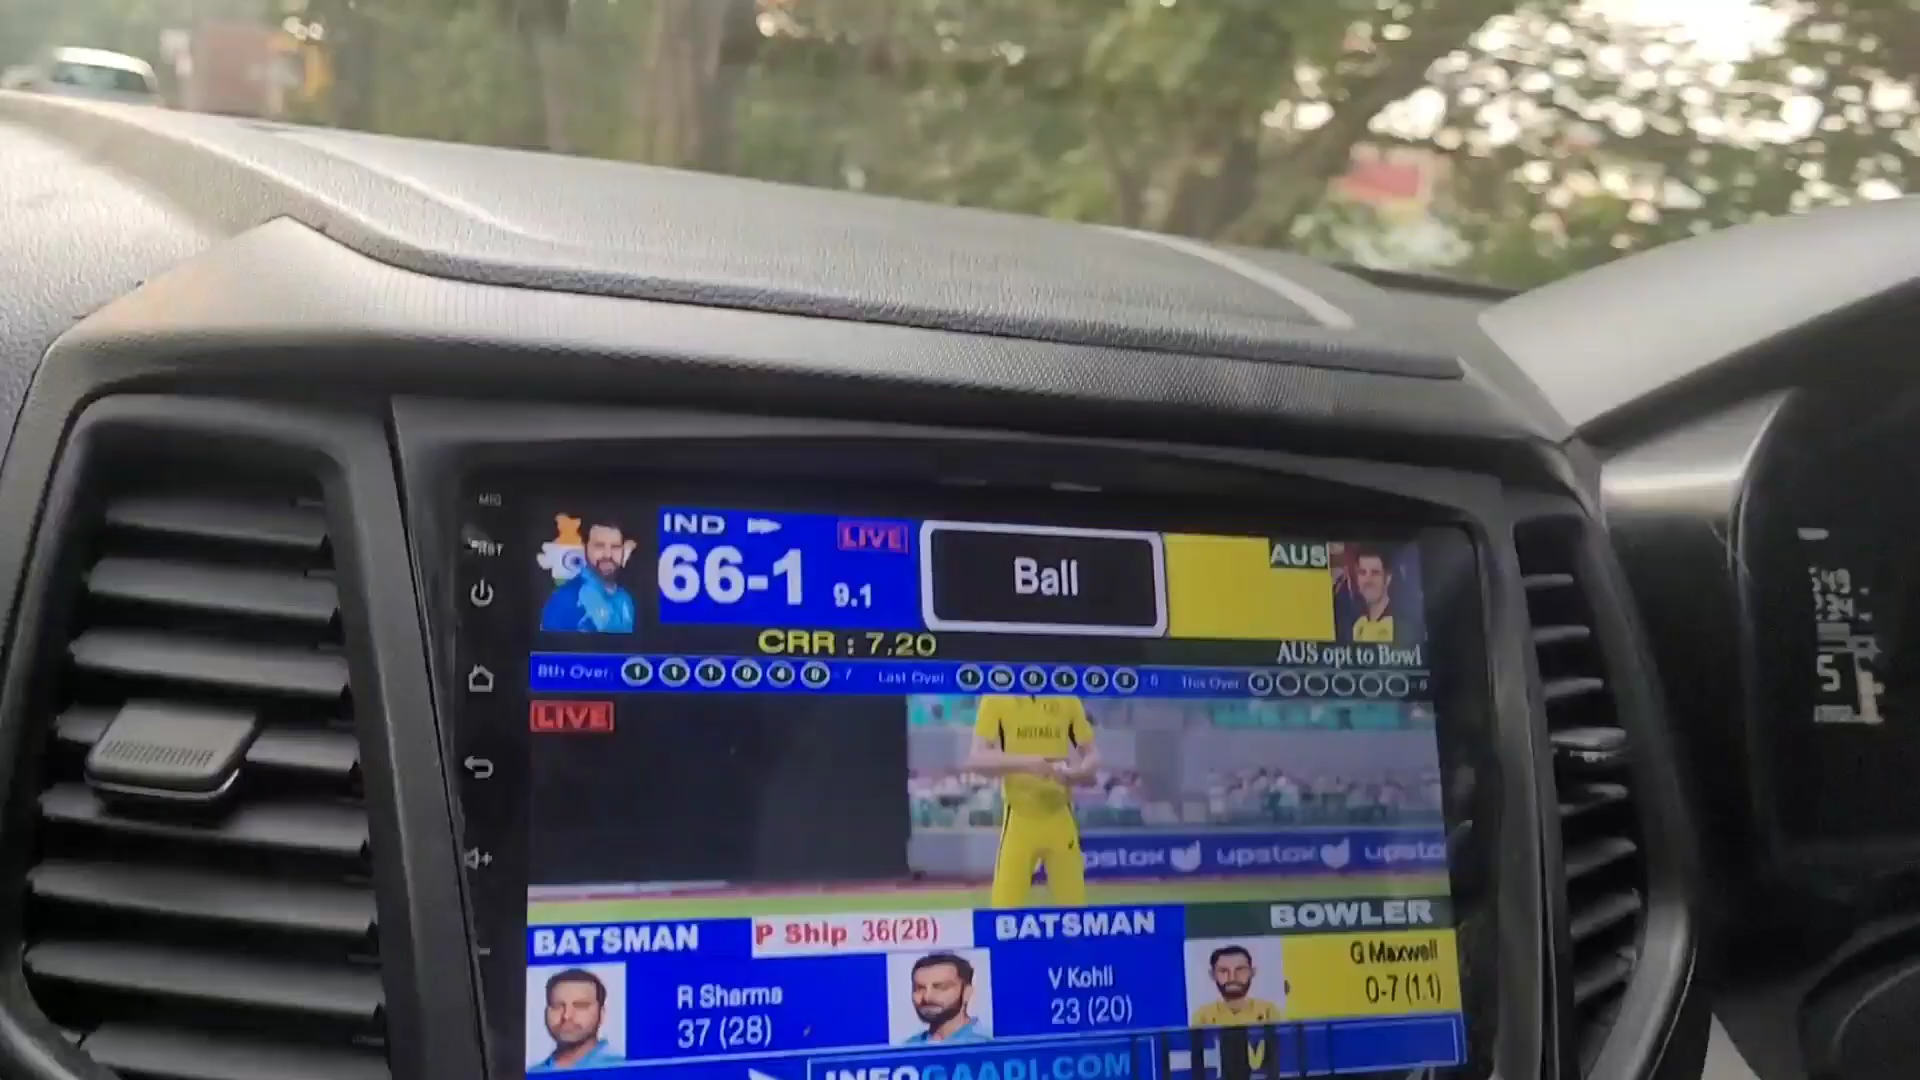 MIC
RST
IND
LIVE
66-1
9.1
Ball
AUS
CRR : 7.20
AUS opt to Bowl
8th Over:
Last Over:
This Over:
LIVE
upstox upstox
BATSMAN
P Ship 36(28)
BATSMAN
BOWLER
R Sharma
37 (28)
V Kohli
23 (20)
G Maxwell
0-7 (1.1)
INFOGAADI.COM